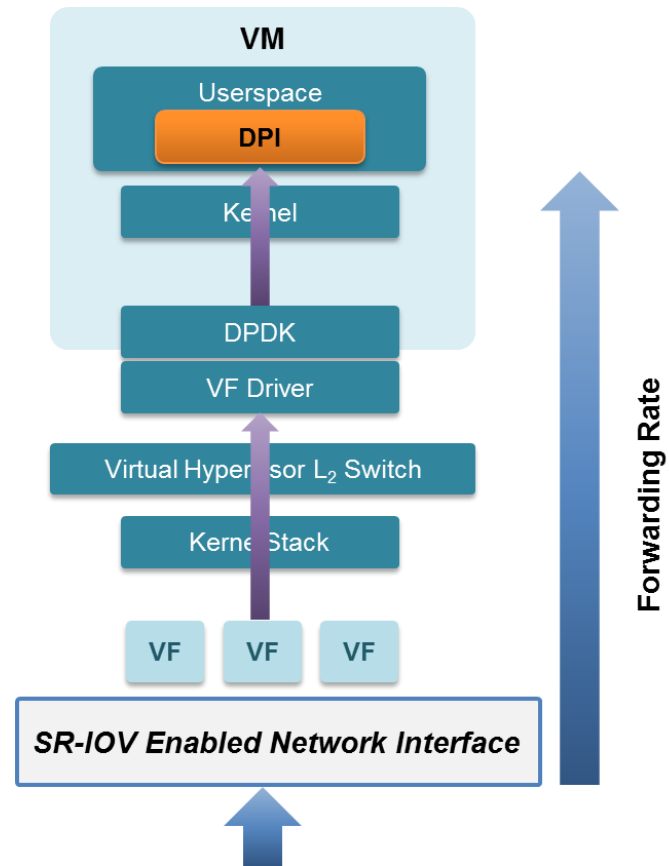 VM
Userspace
DPI
Kernel
DPDK
VF Driver
Virtual Hypervisor L₂ Switch
Kernel Stack
VF VF VF
SR-IOV Enabled Network Interface
Forwarding Rate